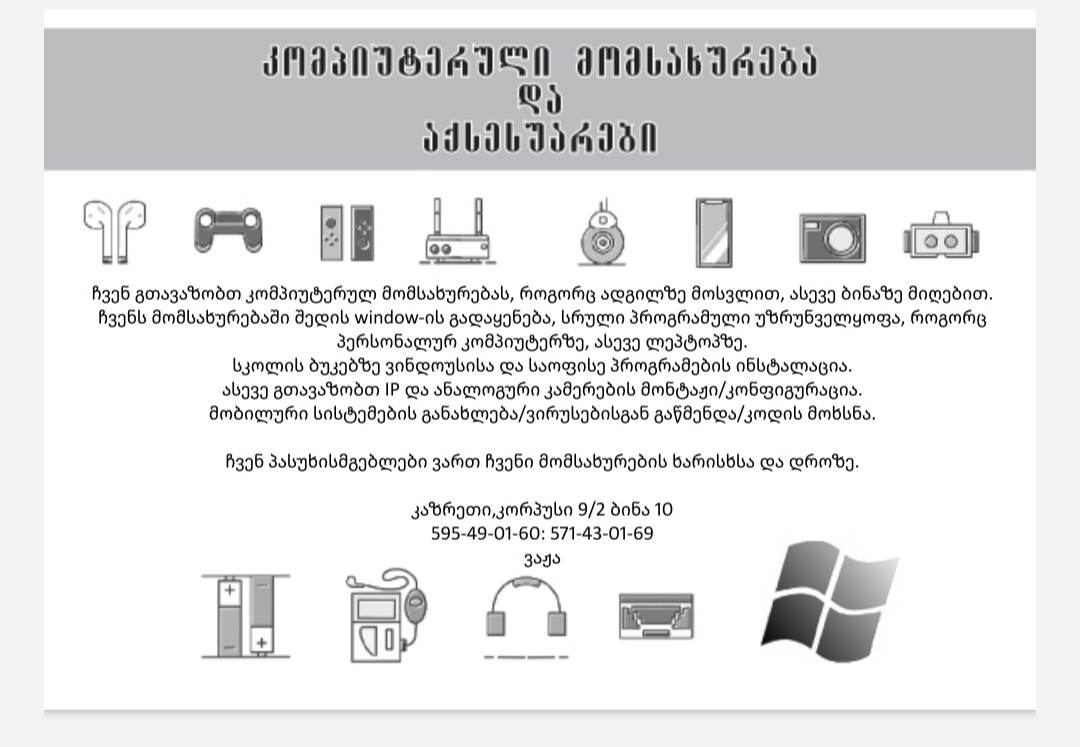 კომპიუტერული მომსახურება
და
აქსესუარები
ჩვენ გთავაზობთ კომპიუტერულ მომსახურებას, როგორც ადგილზე მოსვლით, ასევე ბინაზე მიღებით.
ჩვენს მომსახურებაში შედის window-ის გადაყენება, სრული პროგრამული უზრუნველყოფა, როგორც
პერსონალურ კომპიუტერზე, ასევე ლეპტოპზე.
სკოლის ბუკებზე ვინდოუსისა და საოფისე პროგრამების ინსტალაცია.
ასევე გთავაზობთ IP და ანალოგური კამერების მონტაჟი/კონფიგურაცია.
მობილური სისტემების განახლება/ვირუსებისგან გაწმენდა/კოდის მოხსნა.
ჩვენ პასუხისმგებლები ვართ ჩვენი მომსახურების ხარისხსა და დროზე.
კაზრეთი,კორპუსი 9/2 ბინა 10
595-49-01-60: 571-43-01-69
ვაჟა